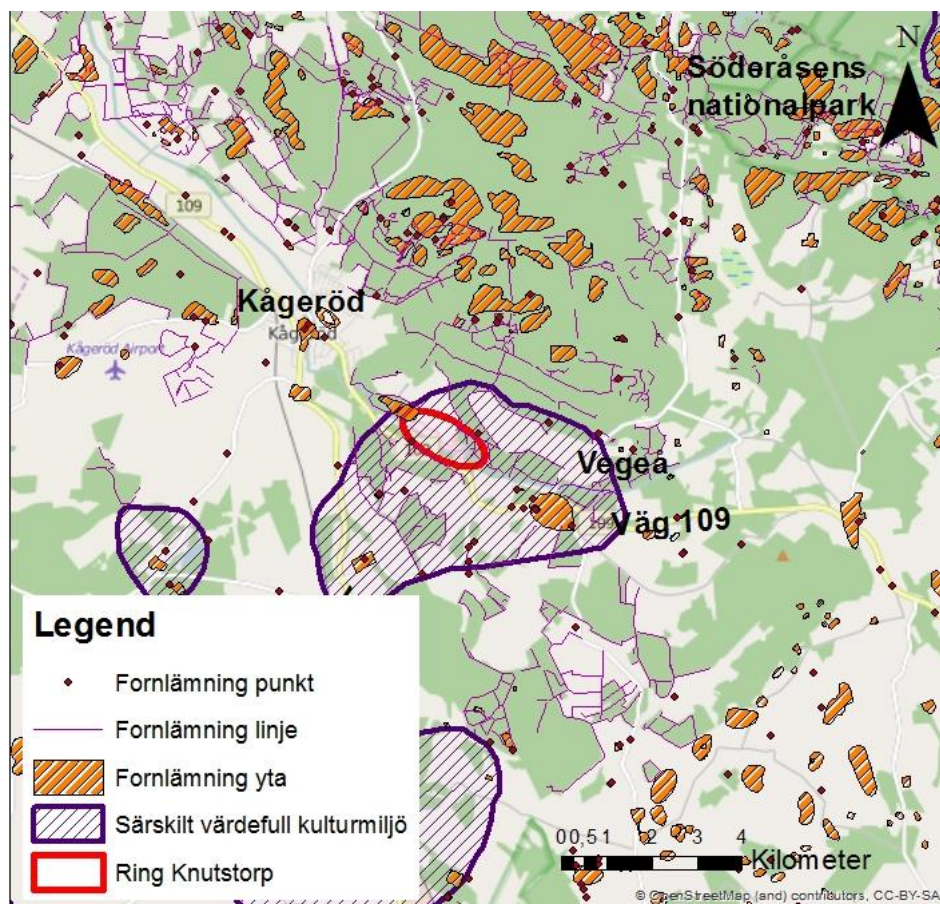 N
Söderåsens
nationalpark
109
Kågeröd
Kågeröd Airport
Vegeå
Väg 109
109
Legend
Fornlämning punkt
Fornlämning linje
Fornlämning yta
Särskilt värdefull kulturmiljö
Ring Knutstorp
0 0,5 1 2 3 4
Kilometer
© OpenStreetMap (and) contributors, CC-BY-SA